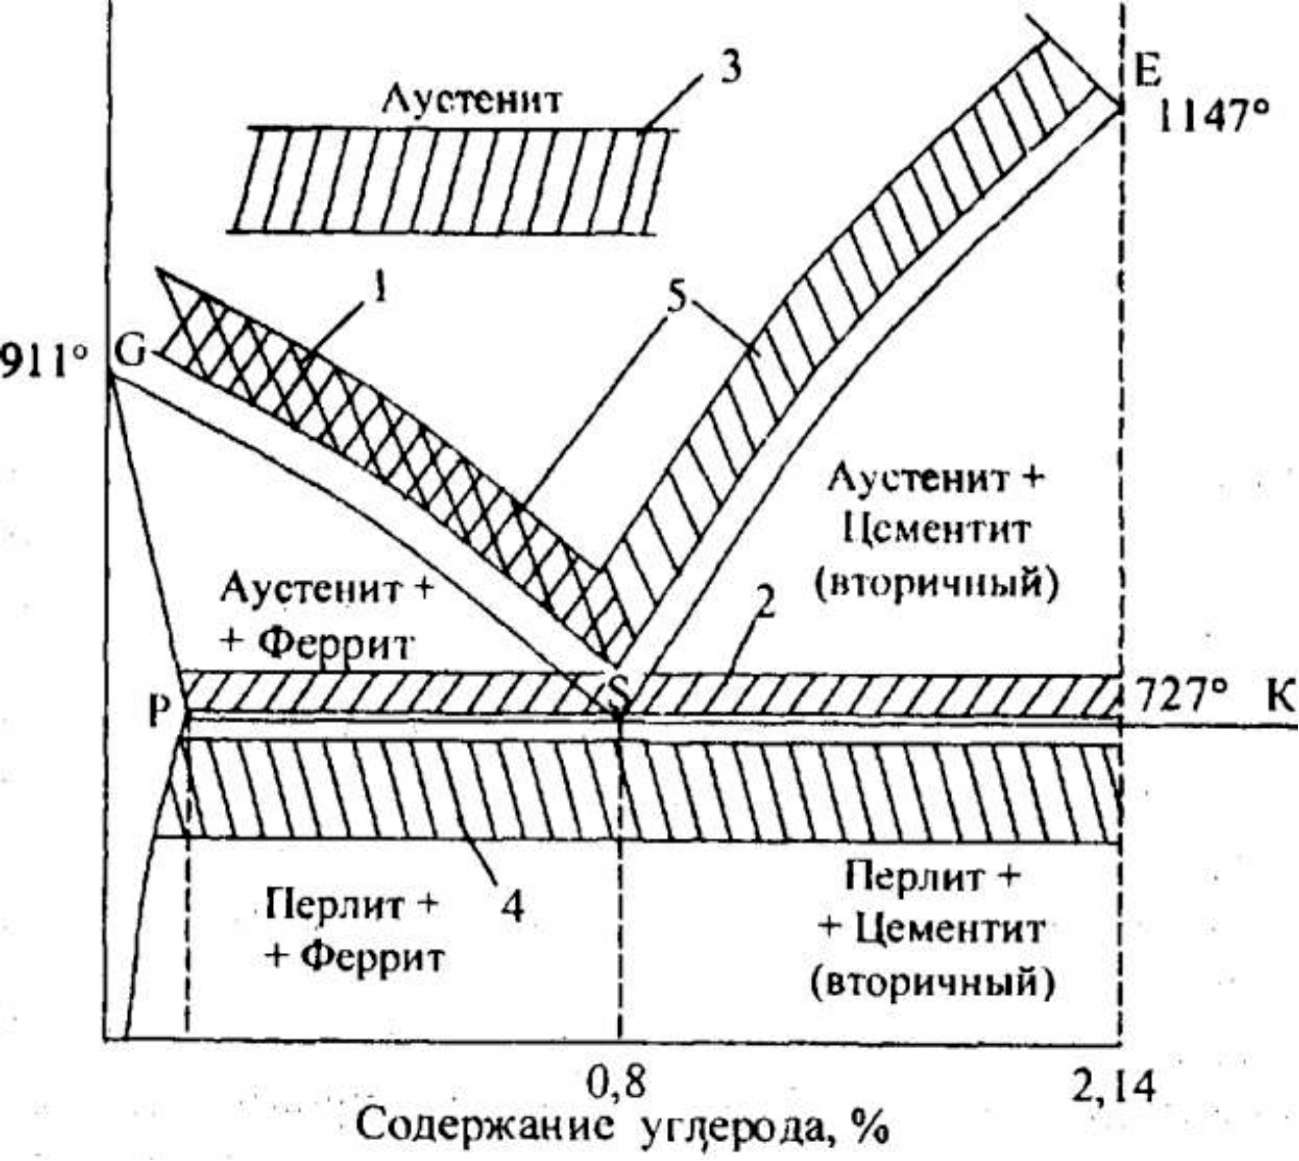 3
Аустенит
E
1147°
1
5
911°
G
Аустенит +
Цементит
(вторичный)
Аустенит +
+ Феррит
2
S
P
727°
K
Перлит +
+ Феррит
4
Перлит +
+ Цементит
(вторичный)
0,8
2,14
Содержание углерода, %